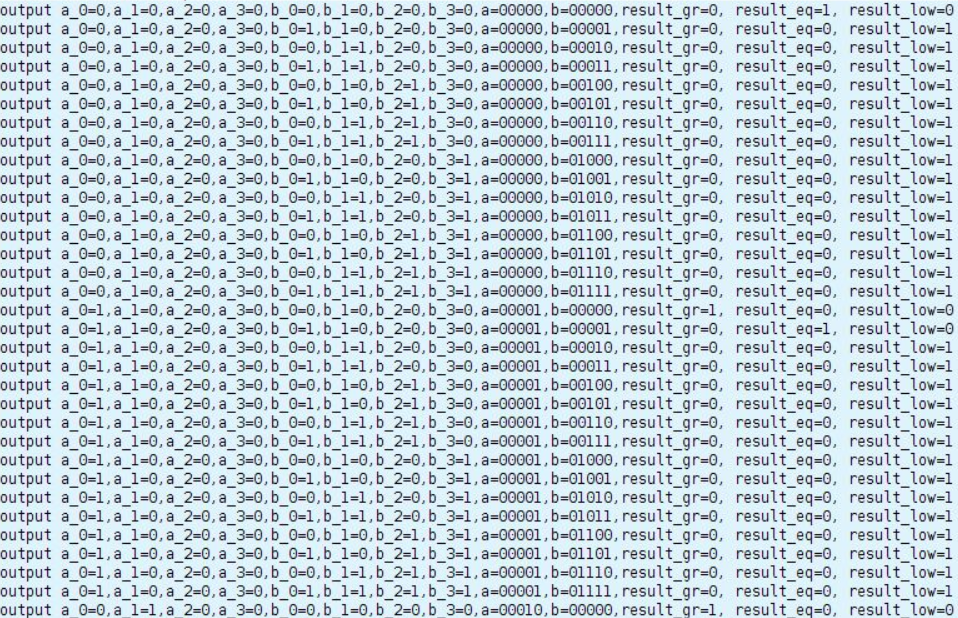 output a_0=0,a_1=0,a_2=0,a_3=0,b_0=0,b_1=0,b_2=0,b_3=0,a=00000,b=00000,result_gr=0, result_eq=1, result_low=0
output a_0=0,a_1=0,a_2=0,a_3=0,b_0=1,b_1=0,b_2=0,b_3=0,a=00000,b=00001,result_gr=0, result_eq=0, result_low=1
output a_0=0,a_1=0,a_2=0,a_3=0,b_0=0,b_1=1,b_2=0,b_3=0,a=00000,b=00010,result_gr=0, result_eq=0, result_low=1
output a_0=0,a_1=0,a_2=0,a_3=0,b_0=1,b_1=1,b_2=0,b_3=0,a=00000,b=00011,result_gr=0, result_eq=0, result_low=1
output a_0=0,a_1=0,a_2=0,a_3=0,b_0=0,b_1=0,b_2=1,b_3=0,a=00000,b=00100,result_gr=0, result_eq=0, result_low=1
output a_0=0,a_1=0,a_2=0,a_3=0,b_0=1,b_1=0,b_2=1,b_3=0,a=00000,b=00101,result_gr=0, result_eq=0, result_low=1
output a_0=0,a_1=0,a_2=0,a_3=0,b_0=0,b_1=1,b_2=1,b_3=0,a=00000,b=00110,result_gr=0, result_eq=0, result_low=1
output a_0=0,a_1=0,a_2=0,a_3=0,b_0=1,b_1=1,b_2=1,b_3=0,a=00000,b=00111,result_gr=0, result_eq=0, result_low=1
output a_0=0,a_1=0,a_2=0,a_3=0,b_0=0,b_1=0,b_2=0,b_3=1,a=00000,b=01000,result_gr=0, result_eq=0, result_low=1
output a_0=0,a_1=0,a_2=0,a_3=0,b_0=1,b_1=0,b_2=0,b_3=1,a=00000,b=01001,result_gr=0, result_eq=0, result_low=1
output a_0=0,a_1=0,a_2=0,a_3=0,b_0=0,b_1=1,b_2=0,b_3=1,a=00000,b=01010,result_gr=0, result_eq=0, result_low=1
output a_0=0,a_1=0,a_2=0,a_3=0,b_0=1,b_1=1,b_2=0,b_3=1,a=00000,b=01011,result_gr=0, result_eq=0, result_low=1
output a_0=0,a_1=0,a_2=0,a_3=0,b_0=0,b_1=0,b_2=1,b_3=1,a=00000,b=01100,result_gr=0, result_eq=0, result_low=1
output a_0=0,a_1=0,a_2=0,a_3=0,b_0=1,b_1=0,b_2=1,b_3=1,a=00000,b=01101,result_gr=0, result_eq=0, result_low=1
output a_0=0,a_1=0,a_2=0,a_3=0,b_0=0,b_1=1,b_2=1,b_3=1,a=00000,b=01110,result_gr=0, result_eq=0, result_low=1
output a_0=0,a_1=0,a_2=0,a_3=0,b_0=1,b_1=1,b_2=1,b_3=1,a=00000,b=01111,result_gr=0, result_eq=0, result_low=1
output a_0=1,a_1=0,a_2=0,a_3=0,b_0=0,b_1=0,b_2=0,b_3=0,a=00001,b=00000,result_gr=1, result_eq=0, result_low=0
output a_0=1,a_1=0,a_2=0,a_3=0,b_0=1,b_1=0,b_2=0,b_3=0,a=00001,b=00001,result_gr=0, result_eq=1, result_low=0
output a_0=1,a_1=0,a_2=0,a_3=0,b_0=0,b_1=1,b_2=0,b_3=0,a=00001,b=00010,result_gr=0, result_eq=0, result_low=1
output a_0=1,a_1=0,a_2=0,a_3=0,b_0=1,b_1=1,b_2=0,b_3=0,a=00001,b=00011,result_gr=0, result_eq=0, result_low=1
output a_0=1,a_1=0,a_2=0,a_3=0,b_0=0,b_1=0,b_2=1,b_3=0,a=00001,b=00100,result_gr=0, result_eq=0, result_low=1
output a_0=1,a_1=0,a_2=0,a_3=0,b_0=1,b_1=0,b_2=1,b_3=0,a=00001,b=00101,result_gr=0, result_eq=0, result_low=1
output a_0=1,a_1=0,a_2=0,a_3=0,b_0=0,b_1=1,b_2=1,b_3=0,a=00001,b=00110,result_gr=0, result_eq=0, result_low=1
output a_0=1,a_1=0,a_2=0,a_3=0,b_0=1,b_1=1,b_2=1,b_3=0,a=00001,b=00111,result_gr=0, result_eq=0, result_low=1
output a_0=1,a_1=0,a_2=0,a_3=0,b_0=0,b_1=0,b_2=0,b_3=1,a=00001,b=01000,result_gr=0, result_eq=0, result_low=1
output a_0=1,a_1=0,a_2=0,a_3=0,b_0=1,b_1=0,b_2=0,b_3=1,a=00001,b=01001,result_gr=0, result_eq=0, result_low=1
output a_0=1,a_1=0,a_2=0,a_3=0,b_0=0,b_1=1,b_2=0,b_3=1,a=00001,b=01010,result_gr=0, result_eq=0, result_low=1
output a_0=1,a_1=0,a_2=0,a_3=0,b_0=1,b_1=1,b_2=0,b_3=1,a=00001,b=01011,result_gr=0, result_eq=0, result_low=1
output a_0=1,a_1=0,a_2=0,a_3=0,b_0=0,b_1=0,b_2=1,b_3=1,a=00001,b=01100,result_gr=0, result_eq=0, result_low=1
output a_0=1,a_1=0,a_2=0,a_3=0,b_0=1,b_1=0,b_2=1,b_3=1,a=00001,b=01101,result_gr=0, result_eq=0, result_low=1
output a_0=1,a_1=0,a_2=0,a_3=0,b_0=0,b_1=1,b_2=1,b_3=1,a=00001,b=01110,result_gr=0, result_eq=0, result_low=1
output a_0=1,a_1=0,a_2=0,a_3=0,b_0=1,b_1=1,b_2=1,b_3=1,a=00001,b=01111,result_gr=0, result_eq=0, result_low=1
output a_0=0,a_1=1,a_2=0,a_3=0,b_0=0,b_1=0,b_2=0,b_3=0,a=00010,b=00000,result_gr=1, result_eq=0, result_low=0